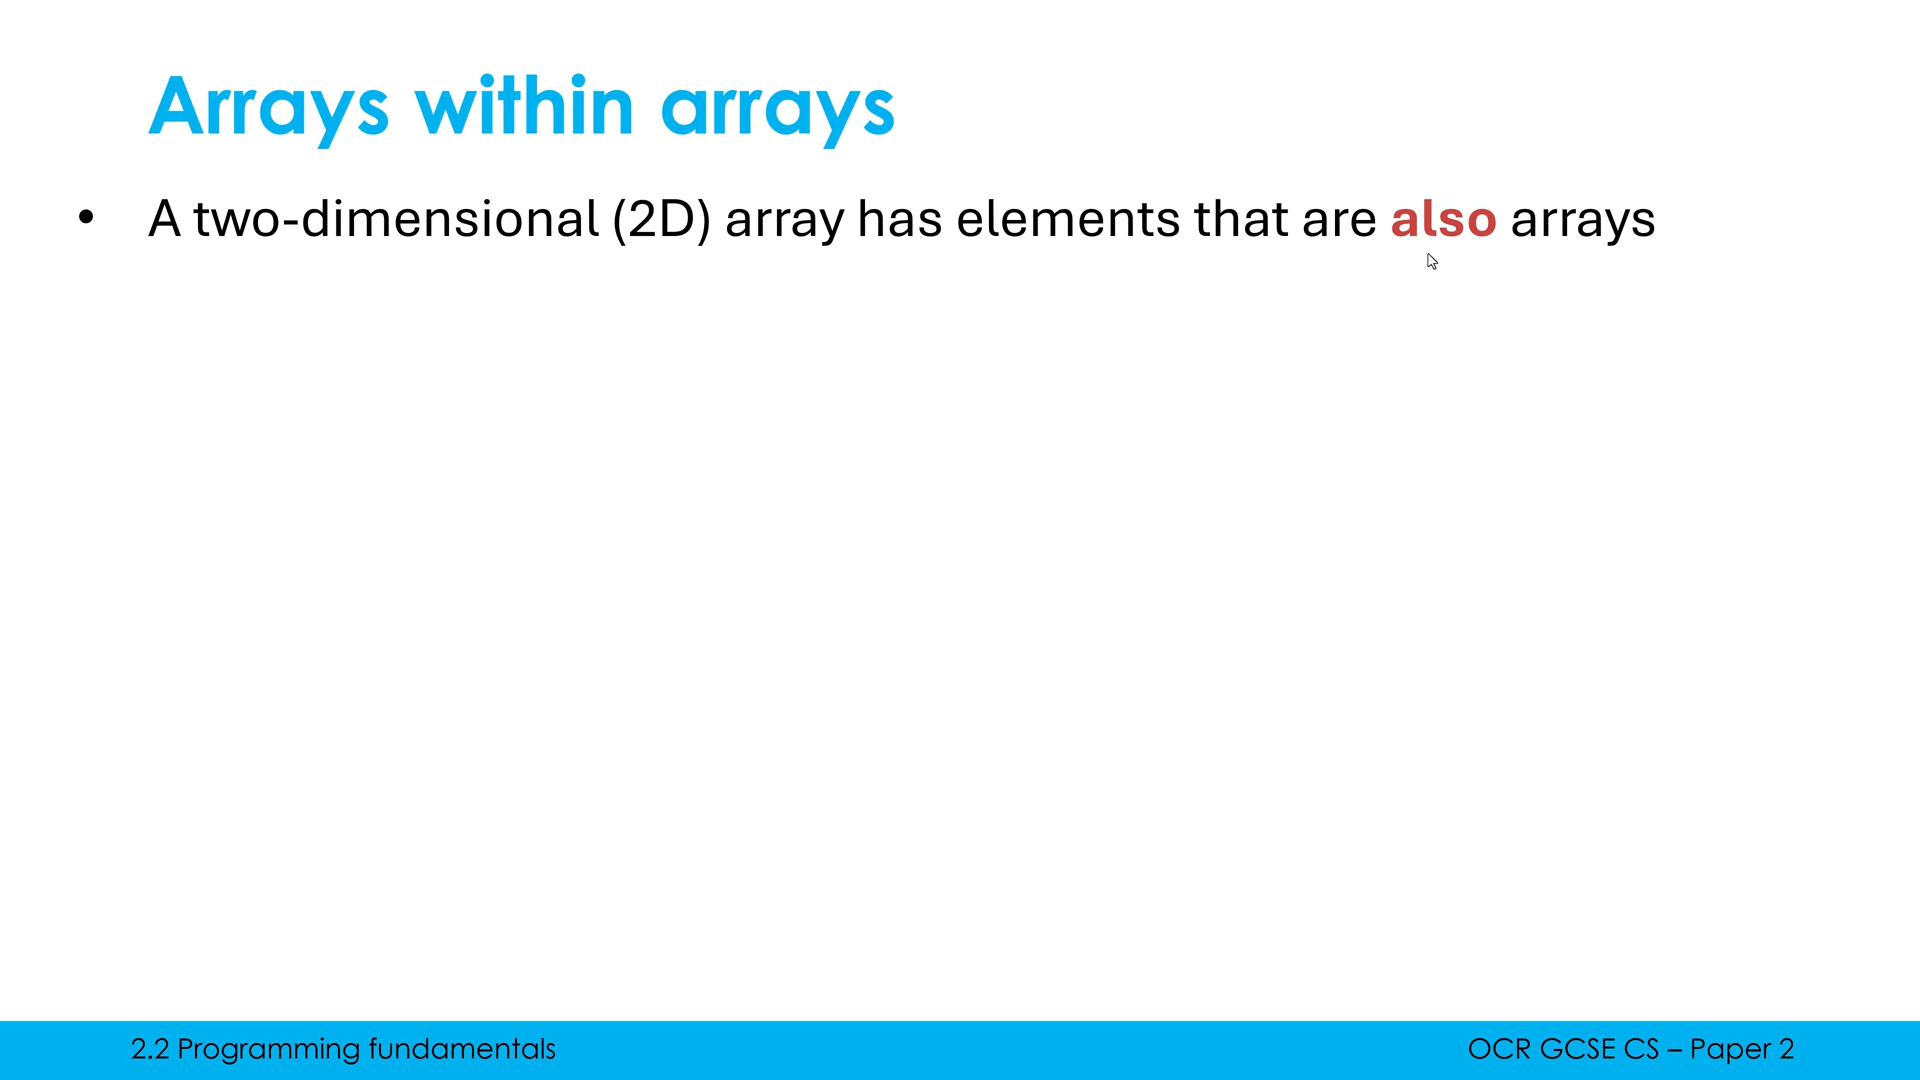 Arrays within arrays
• A two-dimensional (2D) array has elements that are also arrays
2.2 Programming fundamentals
OCR GCSE CS – Paper 2